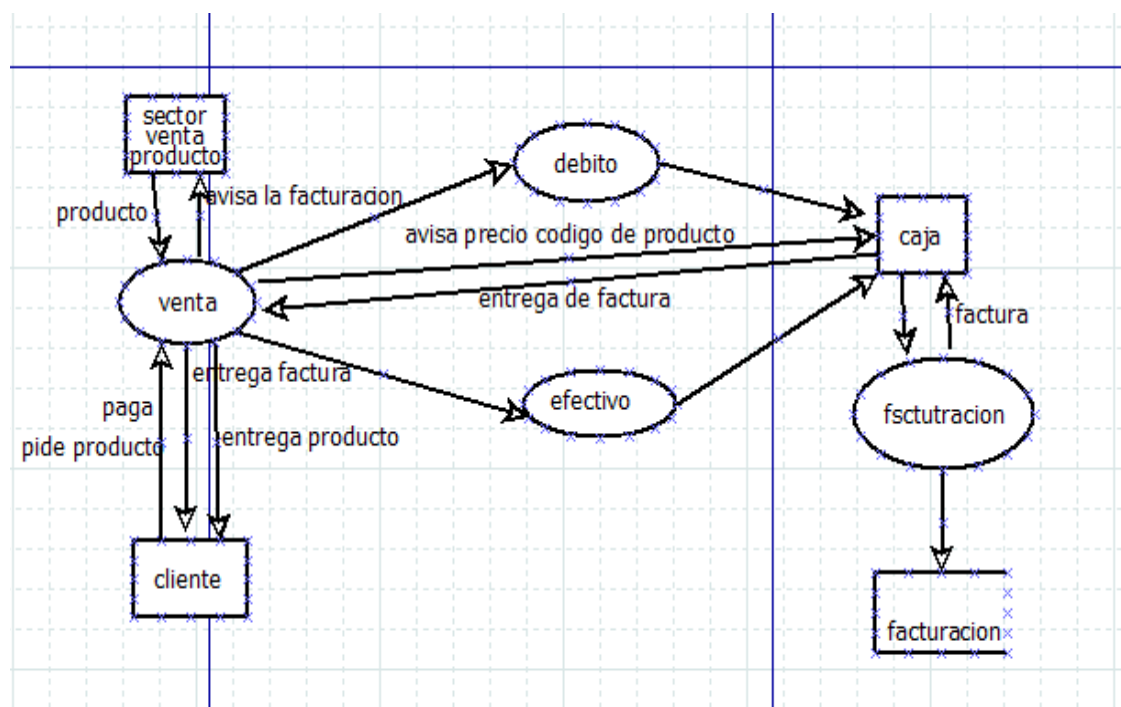 sector
venta
producto
debito
avisa la facturacion
producto
avisa precio codigo de producto
caja
venta
entrega de factura
factura
entrega factura
efectivo
paga
fsctutracion
entrega producto
pide producto
cliente
facturacion